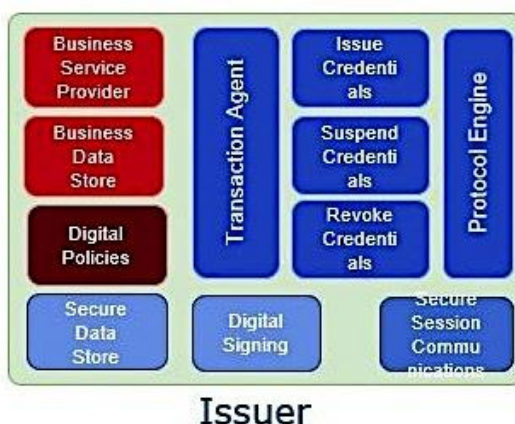 Business
Service
Provider
Business
Data
Store
Digital
Policies
Secure
Data
Store
Transaction Agent
Digital
Signing
Issue
Credenti
als
Suspend
Credenti
als
Revoke
Credenti
als
Protocol Engine
Secure
Session
Commu
nications
Issuer